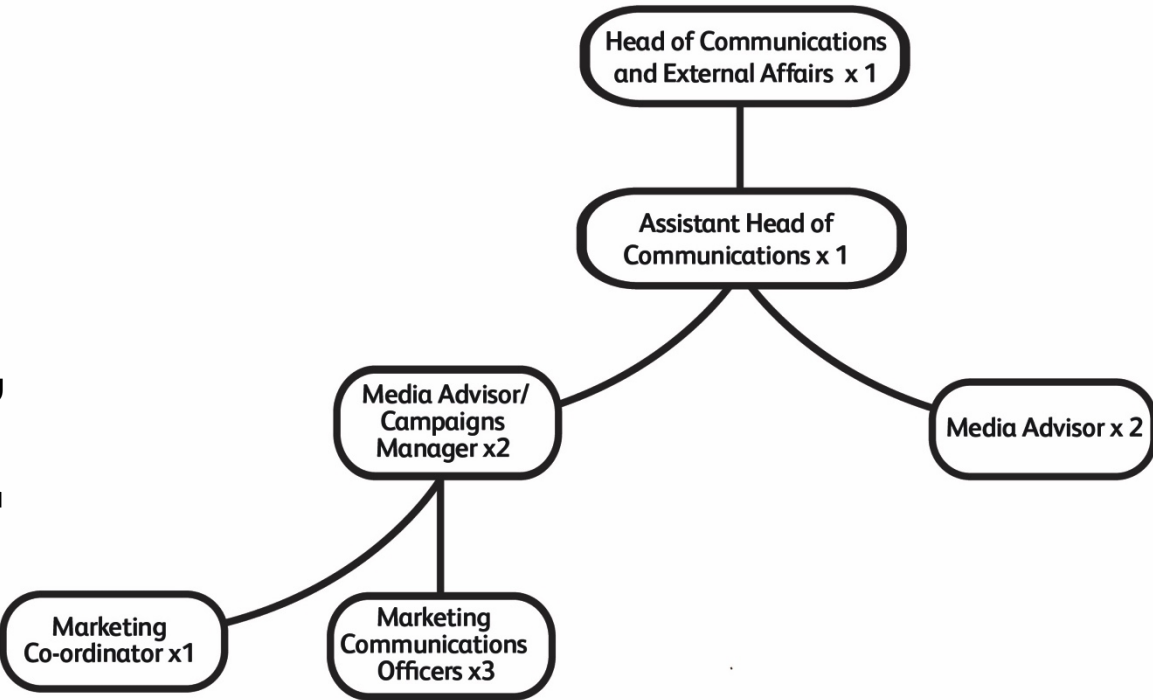 Head of Communications
and External Affairs x 1
Assistant Head of
Communications x 1
Media Advisor/
Campaigns
Manager x2
Media Advisor x 2
Marketing
Co-ordinator x1
Marketing
Communications
Officers x3